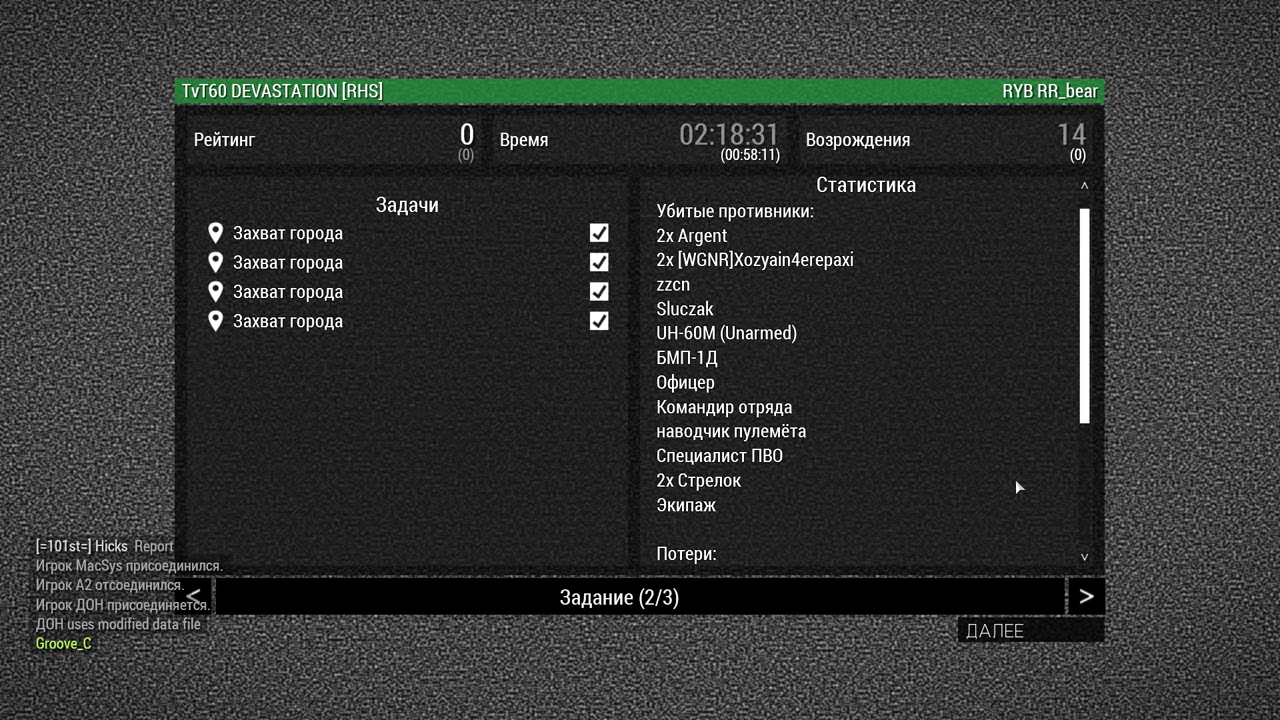 TvT60 DEVASTATION [RHS] RYB RR_bear
Рейтинг 0 (0)
Время 02:18:31 (00:58:11)
Возрождения 14 (0)
Задачи
Захват города
Захват города
Захват города
Захват города
Статистика
Убитые противники:
2x Argent
2x [WGNR]Xozyain4erepaxi
zzcn
Sluczak
UH-60M (Unarmed)
БМП-1Д
Офицер
Командир отряда
наводчик пулемёта
Специалист ПВО
2x Стрелок
Экипаж
Потери:
[=101st=] Hicks Report
Игрок MacSys присоединился.
Игрок A2 отсоединился.
Игрок ДОН присоединяется.
ДОН uses modified data file
Groove_C
< Задание (2/3) >
ДАЛЕЕ